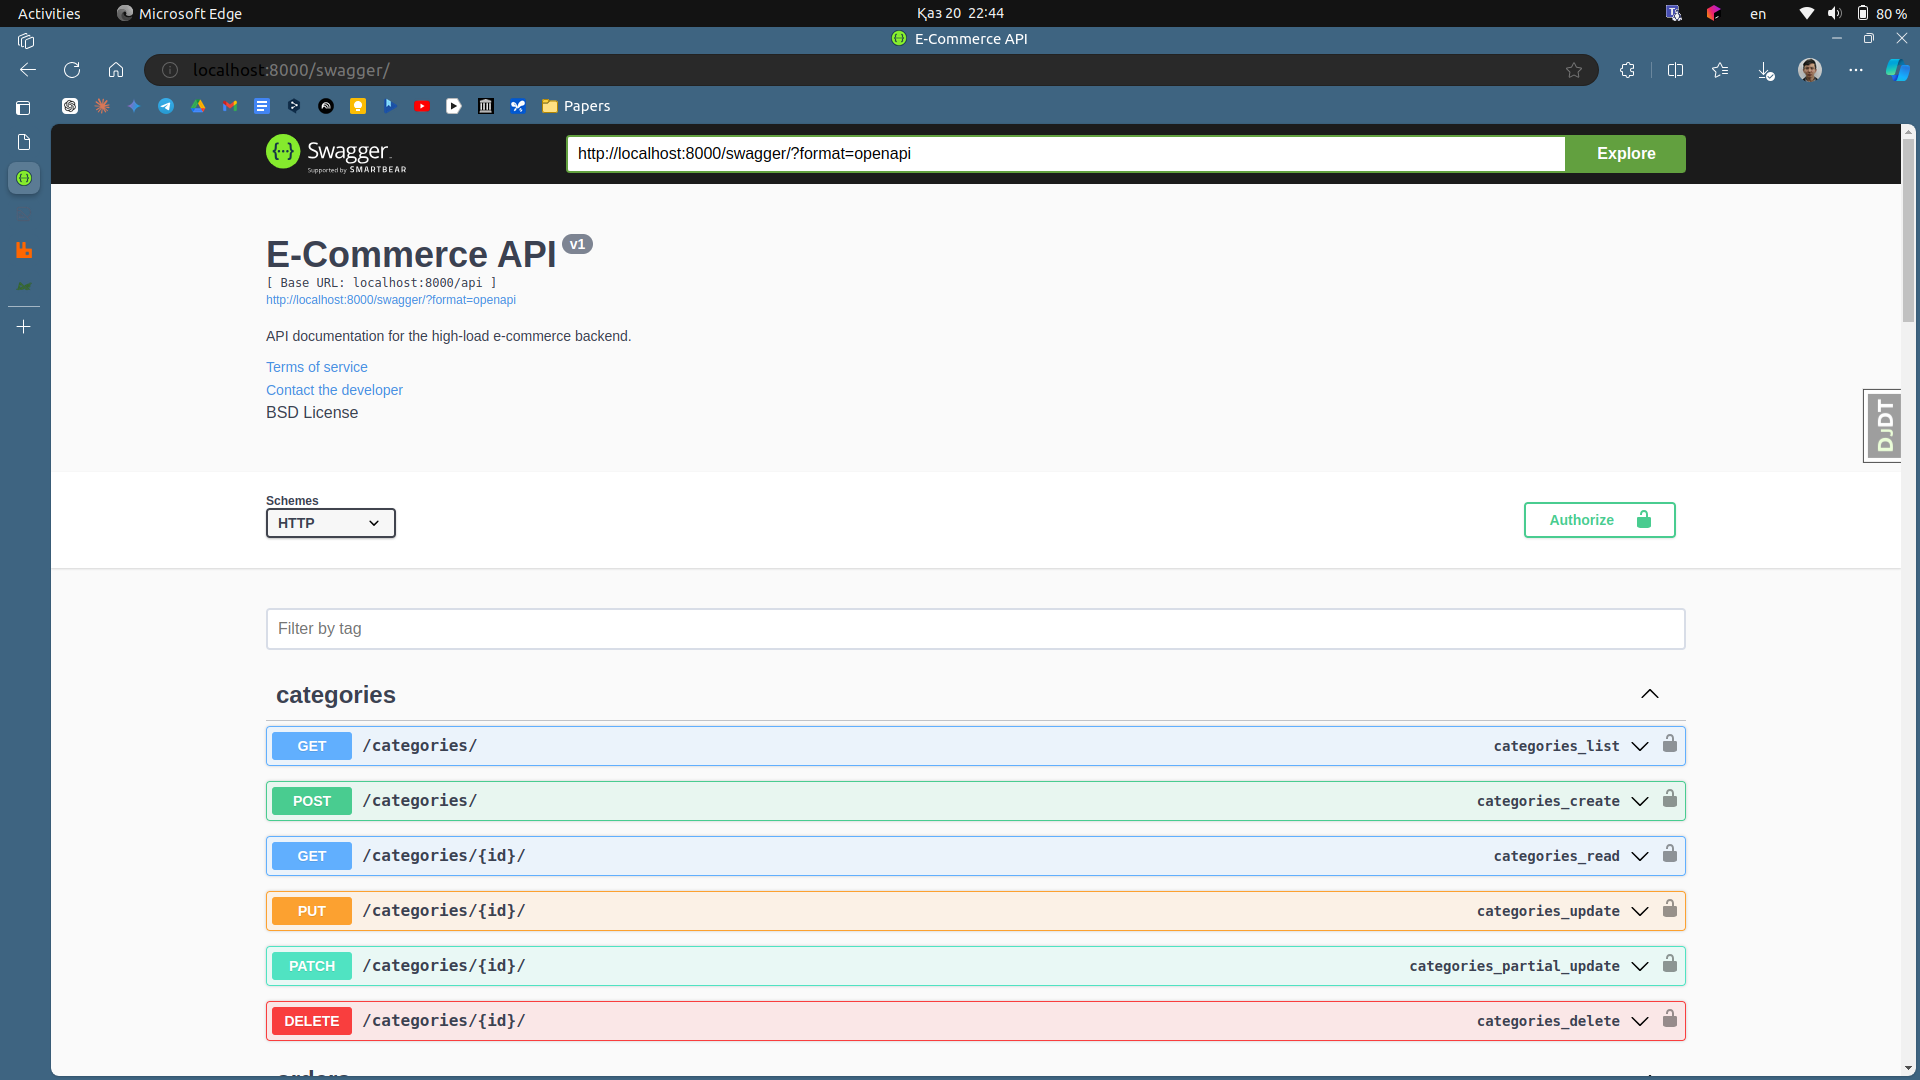 Activities
Microsoft Edge
Қаз 20 22:44
en
80 %
E-Commerce API
localhost:8000/swagger/
Papers
Swagger
Supported by SMARTBEAR
http://localhost:8000/swagger/?format=openapi
Explore
E-Commerce API v1
[ Base URL: localhost:8000/api ]
http://localhost:8000/swagger/?format=openapi
API documentation for the high-load e-commerce backend.
Terms of service
Contact the developer
BSD License
DJDT
Schemes
HTTP
Authorize
Filter by tag
categories
GET /categories/ categories_list
POST /categories/ categories_create
GET /categories/{id}/ categories_read
PUT /categories/{id}/ categories_update
PATCH /categories/{id}/ categories_partial_update
DELETE /categories/{id}/ categories_delete
orders